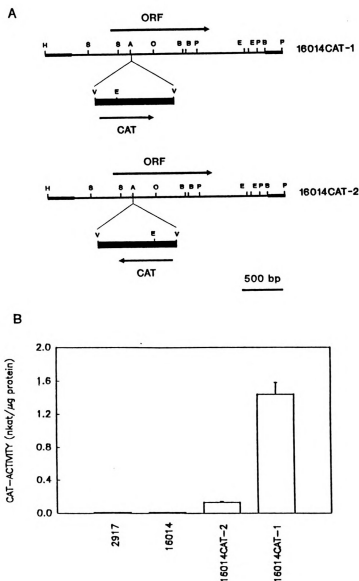 A
ORF
H S S A O B B P E E P B P
16014CAT-1
V E V
CAT
ORF
H S S A O B B P E E P B P
16014CAT-2
V E V
CAT
500 bp
B
CAT-ACTIVITY (nkat/µg protein)
2.0
1.6
1.2
0.8
0.4
0.0
2917
16014
16014CAT-2
16014CAT-1